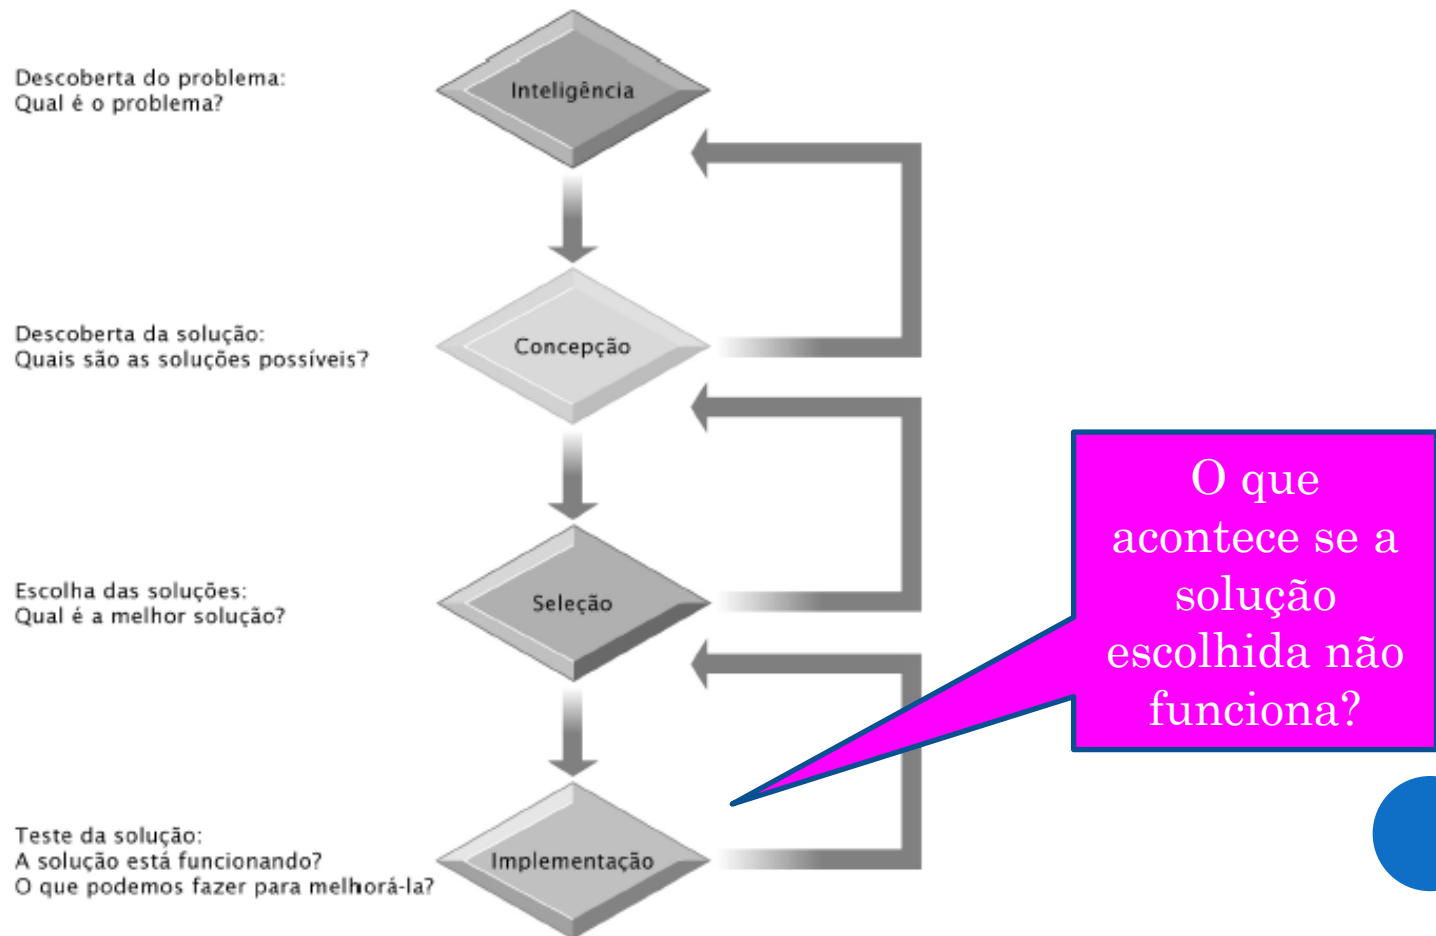 Descoberta do problema:
Qual é o problema?
Inteligência
Descoberta da solução:
Quais são as soluções possíveis?
Concepção
Escolha das soluções:
Qual é a melhor solução?
Seleção
O que
acontece se a
solução
escolhida não
funciona?
Teste da solução:
A solução está funcionando?
O que podemos fazer para melhorá-la?
Implementação